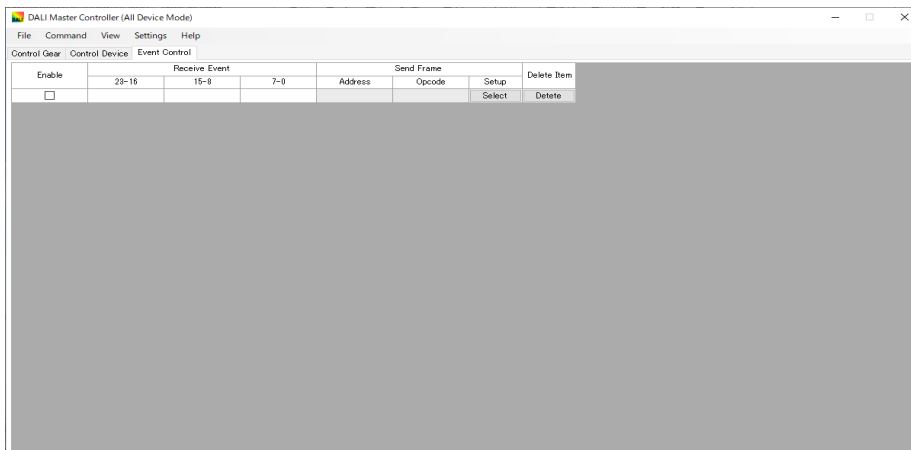 DALI Master Controller (All Device Mode)
File Command View Settings Help
Control Gear Control Device Event Control
Enable Receive Event Send Frame Delete Item
23-16 15-8 7-0 Address Opcode Setup
Select Detete